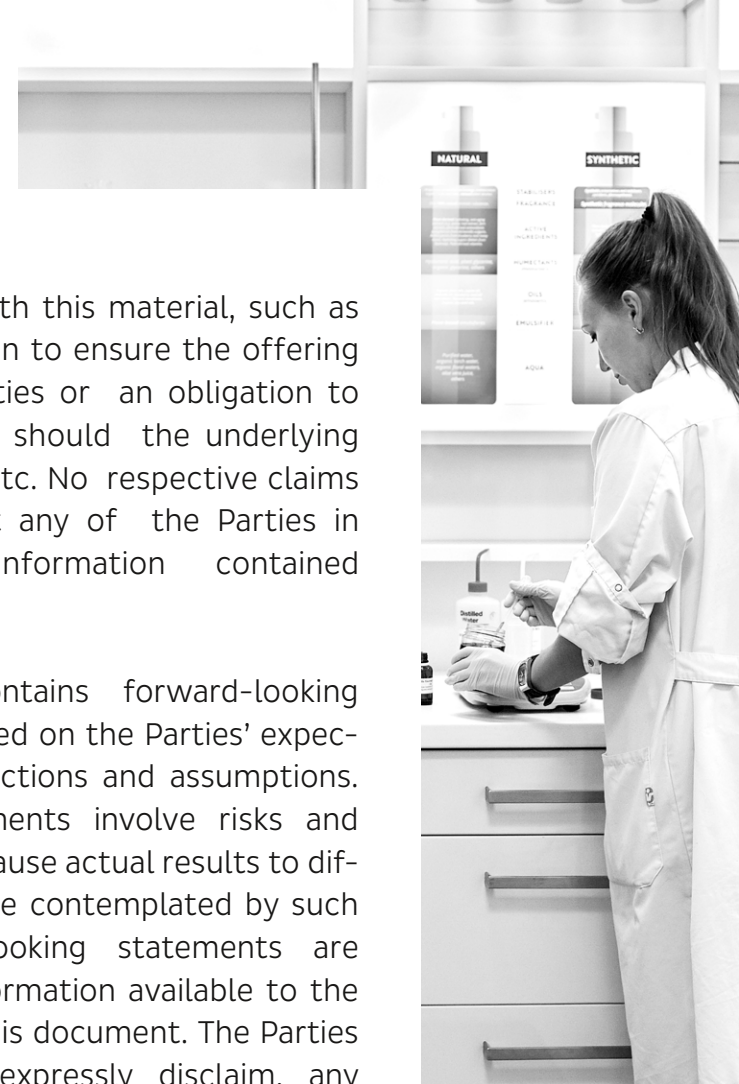 th this material, such as
n to ensure the offering
ties or an obligation to
should the underlying
tc. No respective claims
t any of the Parties in
nformation contained
ntains forward-looking
ed on the Parties’ expec-
ctions and assumptions.
ments involve risks and
ause actual results to dif-
e contemplated by such
ooking statements are
ormation available to the
is document. The Parties
expressly disclaim, any
NATURAL
SYNTHETIC
STABILISERS
FRAGRANCE
ACTIVE
INGREDIENTS
HUMECTANTS
OILS
EMULSIFIER
AQUA
Distilled
Water